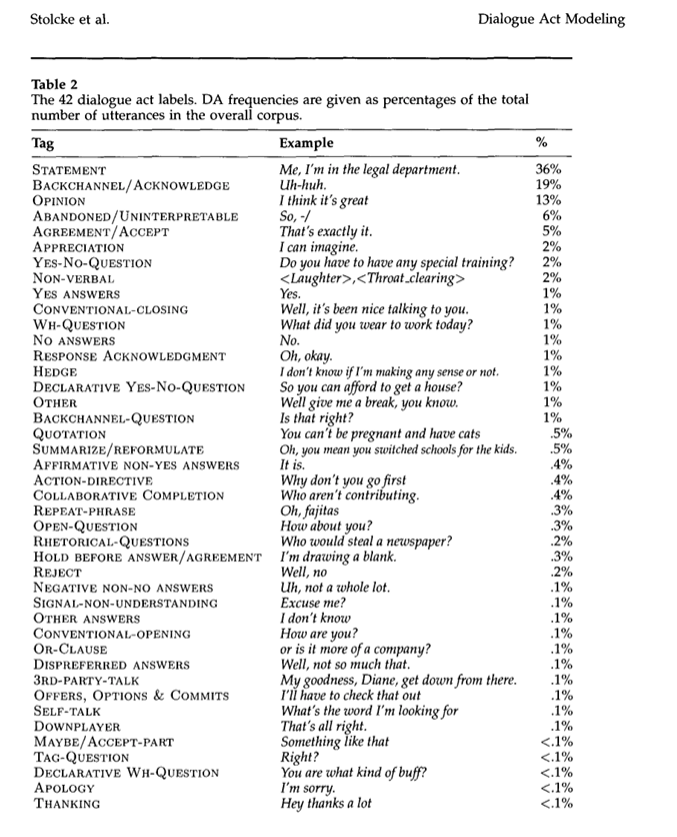 Stolcke et al. Dialogue Act Modeling
Table 2
The 42 dialogue act labels. DA frequencies are given as percentages of the total
number of utterances in the overall corpus.
Tag Example %
STATEMENT Me, I'm in the legal department. 36%
BACKCHANNEL/ACKNOWLEDGE Uh-huh. 19%
OPINION I think it's great 13%
ABANDONED/UNINTERPRETABLE So, -/ 6%
AGREEMENT/ACCEPT That's exactly it. 5%
APPRECIATION I can imagine. 2%
YES-NO-QUESTION Do you have to have any special training? 2%
NON-VERBAL <Laughter>,<Throat_clearing> 2%
YES ANSWERS Yes. 1%
CONVENTIONAL-CLOSING Well, it's been nice talking to you. 1%
WH-QUESTION What did you wear to work today? 1%
NO ANSWERS No. 1%
RESPONSE ACKNOWLEDGMENT Oh, okay. 1%
HEDGE I don't know if I'm making any sense or not. 1%
DECLARATIVE YES-NO-QUESTION So you can afford to get a house? 1%
OTHER Well give me a break, you know. 1%
BACKCHANNEL-QUESTION Is that right? 1%
QUOTATION You can't be pregnant and have cats .5%
SUMMARIZE/REFORMULATE Oh, you mean you switched schools for the kids. .5%
AFFIRMATIVE NON-YES ANSWERS It is. .4%
ACTION-DIRECTIVE Why don't you go first .4%
COLLABORATIVE COMPLETION Who aren't contributing. .4%
REPEAT-PHRASE Oh, fajitas .3%
OPEN-QUESTION How about you? .3%
RHETORICAL-QUESTIONS Who would steal a newspaper? .2%
HOLD BEFORE ANSWER/AGREEMENT I'm drawing a blank. .3%
REJECT Well, no .2%
NEGATIVE NON-NO ANSWERS Uh, not a whole lot. .1%
SIGNAL-NON-UNDERSTANDING Excuse me? .1%
OTHER ANSWERS I don't know .1%
CONVENTIONAL-OPENING How are you? .1%
OR-CLAUSE or is it more of a company? .1%
DISPREFERRED ANSWERS Well, not so much that. .1%
3RD-PARTY-TALK My goodness, Diane, get down from there. .1%
OFFERS, OPTIONS & COMMITS I'll have to check that out .1%
SELF-TALK What's the word I'm looking for .1%
DOWNPLAYER That's all right. .1%
MAYBE/ACCEPT-PART Something like that <.1%
TAG-QUESTION Right? <.1%
DECLARATIVE WH-QUESTION You are what kind of buff? <.1%
APOLOGY I'm sorry. <.1%
THANKING Hey thanks a lot <.1%